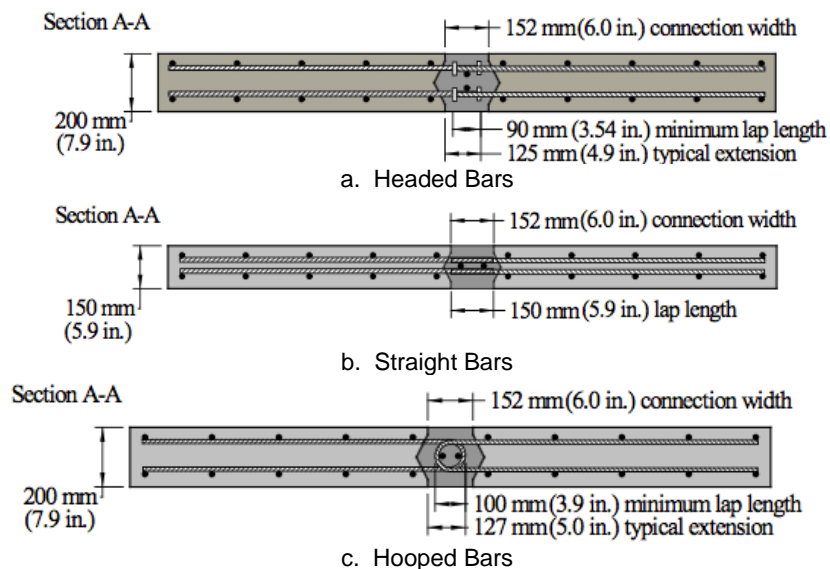 Section A-A
152 mm (6.0 in.) connection width
200 mm
(7.9 in.)
90 mm (3.54 in.) minimum lap length
125 mm (4.9 in.) typical extension
a. Headed Bars
Section A-A
152 mm (6.0 in.) connection width
150 mm
(5.9 in.)
150 mm (5.9 in.) lap length
b. Straight Bars
Section A-A
152 mm (6.0 in.) connection width
200 mm
(7.9 in.)
100 mm (3.9 in.) minimum lap length
127 mm (5.0 in.) typical extension
c. Hooped Bars